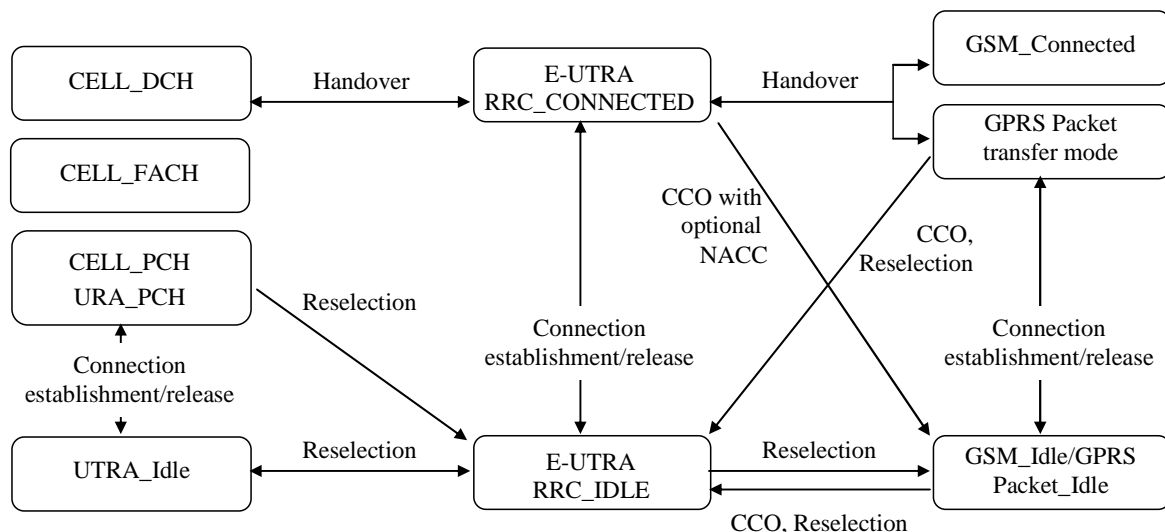 GSM_Connected
CELL_DCH
Handover
E-UTRA
RRC_CONNECTED
Handover
GPRS Packet
transfer mode
CELL_FACH
CCO with
optional
NACC
CCO,
Reselection
CELL_PCH
URA_PCH
Reselection
Connection
establishment/release
Connection
establishment/release
Connection
establishment/release
UTRA_Idle
Reselection
E-UTRA
RRC_IDLE
Reselection
GSM_Idle/GPRS
Packet_Idle
CCO, Reselection